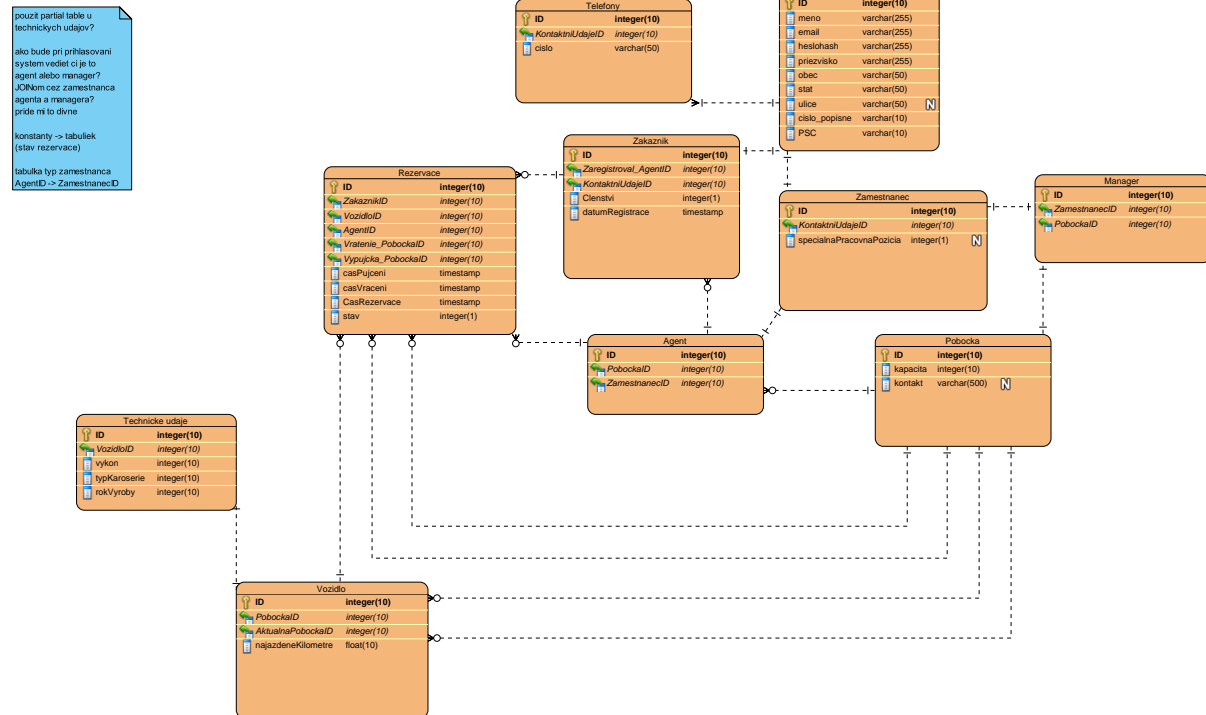 pouzit partial table u
technickych udajov?
ako bude pri prihlasovani
system vediet ci je to
agent alebo manager?
JOINom cez zamestnanca
agenta a managera?
pride mi to divne
konstanty -> tabuliek
(stav rezervace)
tabulka typ zamestnanca
AgentID -> ZamestnanecID
Telefony
ID integer(10)
KontaktniUdajeID integer(10)
cislo varchar(50)
ID integer(10)
meno varchar(255)
email varchar(255)
heslohash varchar(255)
priezvisko varchar(255)
obec varchar(50)
stat varchar(50)
ulice varchar(50) N
cislo_popisne varchar(10)
PSC varchar(10)
Zakaznik
ID integer(10)
Zaregistroval_AgentID integer(10)
KontaktniUdajeID integer(10)
Clenstvi integer(1)
datumRegistrace timestamp
Rezervace
ID integer(10)
ZakaznikID integer(10)
VozidloID integer(10)
AgentID integer(10)
Vratenie_PobockaID integer(10)
Vypujcka_PobockaID integer(10)
casPujceni timestamp
casVraceni timestamp
CasRezervace timestamp
stav integer(1)
Zamestnanec
ID integer(10)
KontaktniUdajeID integer(10)
specialnaPracovnaPozicia integer(1) N
Manager
ID integer(10)
ZamestnanecID integer(10)
PobockaID integer(10)
Agent
ID integer(10)
PobockaID integer(10)
ZamestnanecID integer(10)
Pobocka
ID integer(10)
kapacita integer(10)
kontakt varchar(500) N
Technicke udaje
ID integer(10)
VozidloID integer(10)
vykon integer(10)
typKaroserie integer(10)
rokVyroby integer(10)
Vozidlo
ID integer(10)
PobockaID integer(10)
AktualnaPobockaID integer(10)
najazdeneKilometre float(10)